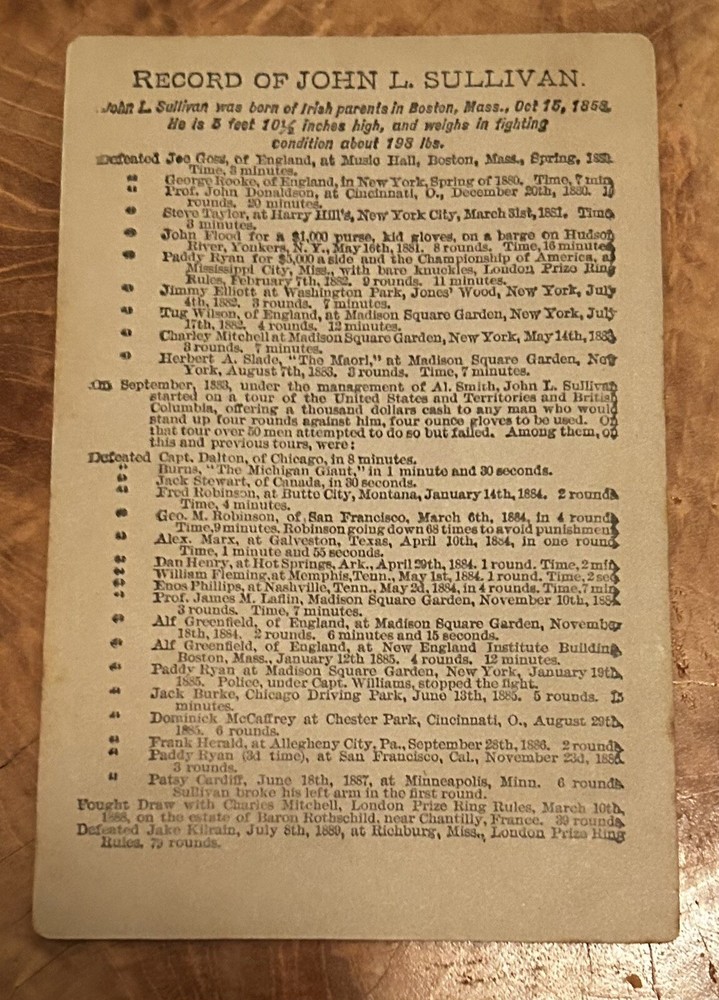 RECORD OF JOHN L. SULLIVAN.
John L. Sullivan was born of Irish parents in Boston, Mass., Oct 15, 1858.
He is 5 feet 10½ inches high, and weighs in fighting
condition about 198 lbs.
Defeated Joe Goss, of England, at Music Hall, Boston, Mass., Spring,
Time, 3 minutes.
" George Rooke, of England, in New York, Spring of 1880. Time, 7 min
" Prof. John Donaldson, at Cincinnati, O., December 20th, 1880. 10
rounds. 20 minutes.
" Steve Taylor, at Harry Hill's, New York City, March 31st, 1881. Time
3 minutes.
" John Flood for a $1,000 purse, kid gloves, on a barge on Hudson
River, Yonkers, N. Y., May 16th, 1881. 8 rounds. Time, 16 minutes
" Paddy Ryan for $5,000 a side and the Championship of America, at
Mississippi City, Miss., with bare knuckles, London Prize Ring
Rules, February 7th, 1882. 9 rounds. 11 minutes.
" Jimmy Elliott at Washington Park, Jones' Wood, New York, July
4th, 1882. 3 rounds. 7 minutes.
" Tug Wilson, of England, at Madison Square Garden, New York, July
17th, 1882. 4 rounds. 12 minutes.
" Charley Mitchell at Madison Square Garden, New York, May 14th, 1883
3 rounds. 7 minutes.
" Herbert A. Slade, "The Maori," at Madison Square Garden, New
York, August 7th, 1883. 3 rounds. Time, 7 minutes.
On September, 1883, under the management of Al. Smith, John L. Sullivan
started on a tour of the United States and Territories and British
Columbia, offering a thousand dollars cash to any man who would
stand up four rounds against him, four ounce gloves to be used. On
that tour over 50 men attempted to do so but failed. Among them, on
this and previous tours, were:
Defeated Capt. Dalton, of Chicago, in 8 minutes.
" Burns, "The Michigan Giant," in 1 minute and 30 seconds.
" Jack Stewart, of Canada, in 30 seconds.
" Fred Robinson, at Butte City, Montana, January 14th, 1884. 2 rounds
Time, 4 minutes.
" Geo. M. Robinson, of San Francisco, March 6th, 1884, in 4 rounds
Time, 9 minutes. Robinson going down 68 times to avoid punishment
" Alex. Marx, at Galveston, Texas, April 10th, 1884, in one round
Time, 1 minute and 55 seconds.
" Dan Henry, at Hot Springs, Ark., April 29th, 1884. 1 round. Time, 2 min
" William Fleming, at Memphis, Tenn., May 1st, 1884. 1 round. Time, 2 sec
" Enos Phillips, at Nashville, Tenn., May 2d, 1884, in 4 rounds. Time, 7 min
" Prof. James M. Laflin, Madison Square Garden, November 10th, 1884
3 rounds. Time, 7 minutes.
" Alf Greenfield, of England, at Madison Square Garden, November
18th, 1884. 2 rounds. 6 minutes and 15 seconds.
" Alf Greenfield, of England, at New England Institute Building,
Boston, Mass., January 12th 1885. 4 rounds. 12 minutes.
" Paddy Ryan at Madison Square Garden, New York, January 19th,
1885. Police, under Capt. Williams, stopped the fight.
" Jack Burke, Chicago Driving Park, June 13th, 1885. 5 rounds. 15
minutes.
" Dominick McCaffrey at Chester Park, Cincinnati, O., August 29th,
1885. 6 rounds.
" Frank Herald, at Allegheny City, Pa., September 28th, 1886. 2 rounds
" Paddy Ryan (3d time), at San Francisco, Cal., November 23d, 1886.
3 rounds.
" Patsy Cardiff, June 18th, 1887, at Minneapolis, Minn. 6 rounds
Sullivan broke his left arm in the first round.
Fought Draw with Charles Mitchell, London Prize Ring Rules, March 10th,
1888, on the estate of Baron Rothschild, near Chantilly, France. 39 rounds
Defeated Jake Kilrain, July 8th, 1889, at Richburg, Miss., London Prize Ring
Rules. 79 rounds.